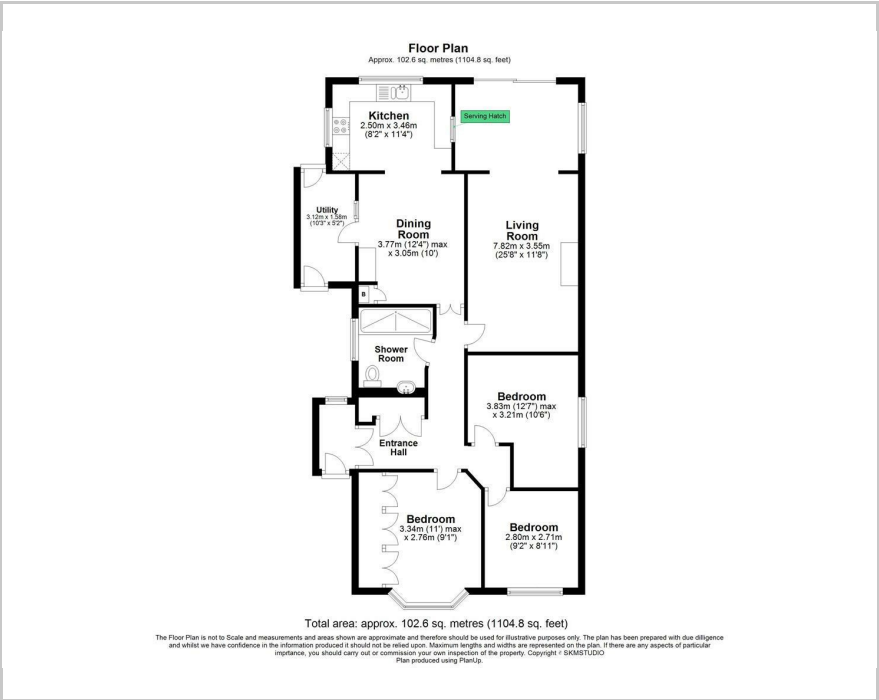 Floor Plan
Approx. 102.6 sq. metres (1104.8 sq. feet)
Kitchen
2.50m x 3.46m
(8'2" x 11'4")
Serving Hatch
Utility
3.12m x 1.58m
(10'3" x 5'2")
Dining
Room
3.77m (12'4") max
x 3.05m (10')
Living
Room
7.82m x 3.55m
(25'8" x 11'8")
B
Shower
Room
Bedroom
3.83m (12'7") max
x 3.21m (10'6")
Entrance
Hall
Bedroom
3.34m (11') max
x 2.76m (9'1")
Bedroom
2.80m x 2.71m
(9'2" x 8'11")
Total area: approx. 102.6 sq. metres (1104.8 sq. feet)
The Floor Plan is not to Scale and measurements and areas shown are approximate and therefore should be used for illustrative purposes only. The plan has been prepared with due dilligence
and whilst we have confidence in the information produced it should not be relied upon. Maximum lengths and widths are represented on the plan. If there are any aspects of particular
imprtance, you should carry out or commission your own inspection of the property. Copyright © SKMSTUDIO
Plan produced using PlanUp.